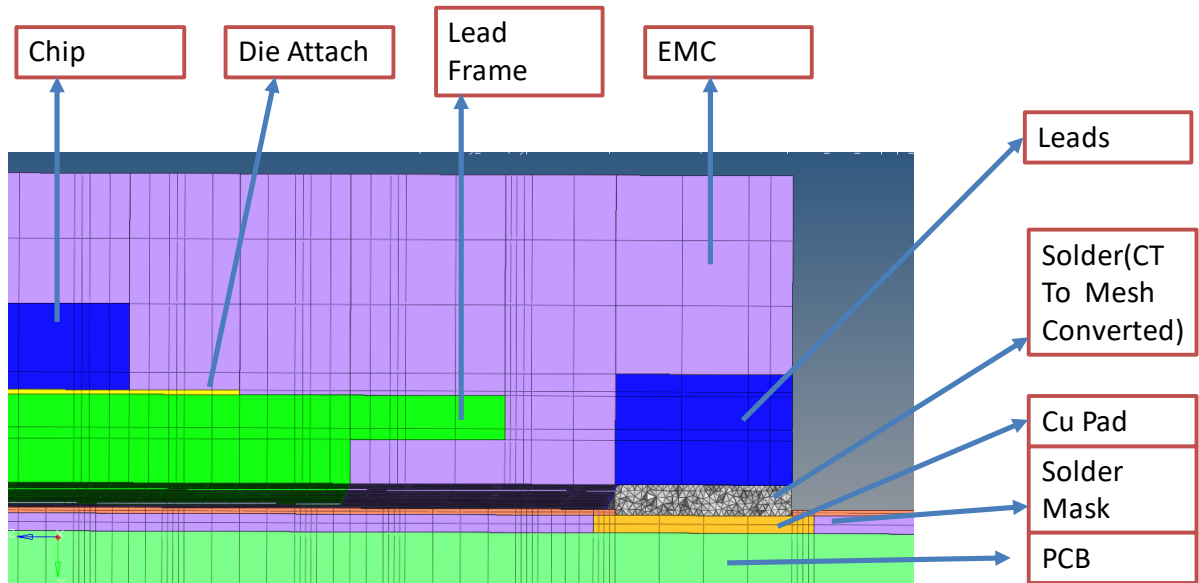 Chip
Die Attach
Lead
Frame
EMC
Leads
Solder(CT
To Mesh
Converted)
Cu Pad
Solder
Mask
PCB